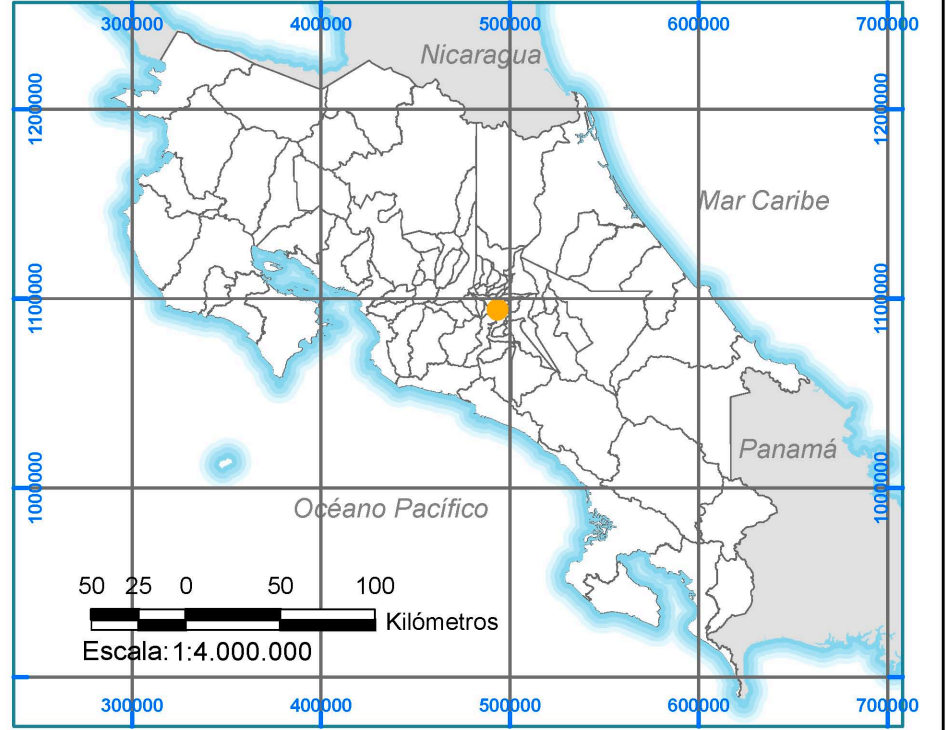 300000 400000 500000 600000 700000
Nicaragua
1200000 1200000
Mar Caribe
1100000 1100000
Panamá
1000000 1000000
Océano Pacífico
50 25 0 50 100
Kilómetros
Escala:1:4.000.000
300000 400000 500000 600000 700000